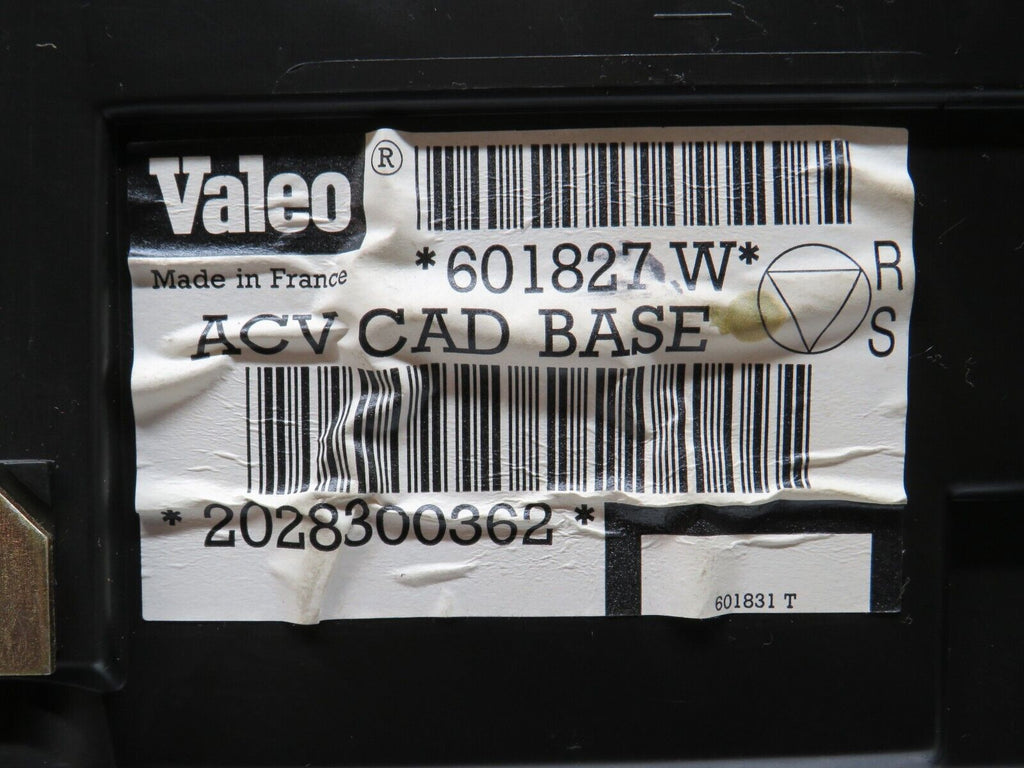 Valeo ®
*601827 W*
Made in France
R
S
ACV CAD BASE
*2028300362*
601831 T